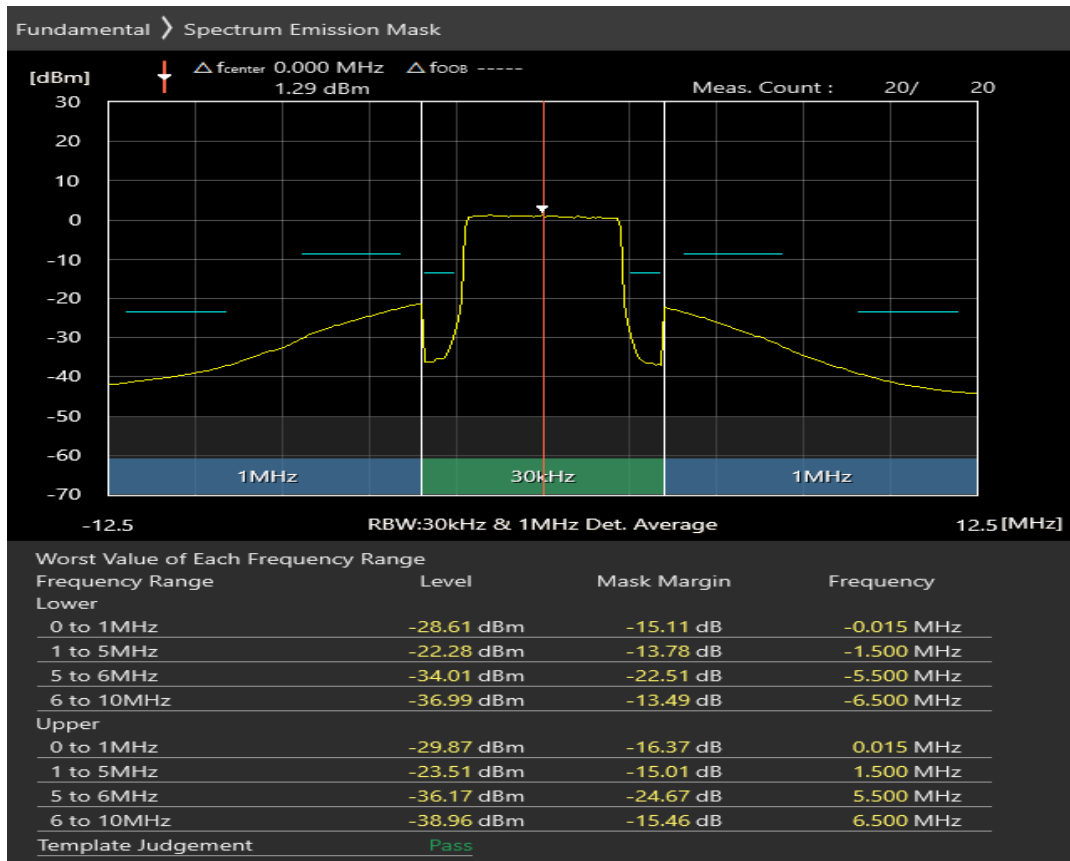 Fundamental ❯ Spectrum Emission Mask
[dBm] △ fcenter 0.000 MHz △ fOOB -----
1.29 dBm Meas. Count : 20/ 20
30
20
10
0
-10
-20
-30
-40
-50
-60
-70
1MHz 30kHz 1MHz
-12.5 RBW:30kHz & 1MHz Det. Average 12.5 [MHz]
Worst Value of Each Frequency Range
Frequency Range Level Mask Margin Frequency
Lower
0 to 1MHz -28.61 dBm -15.11 dB -0.015 MHz
1 to 5MHz -22.28 dBm -13.78 dB -1.500 MHz
5 to 6MHz -34.01 dBm -22.51 dB -5.500 MHz
6 to 10MHz -36.99 dBm -13.49 dB -6.500 MHz
Upper
0 to 1MHz -29.87 dBm -16.37 dB 0.015 MHz
1 to 5MHz -23.51 dBm -15.01 dB 1.500 MHz
5 to 6MHz -36.17 dBm -24.67 dB 5.500 MHz
6 to 10MHz -38.96 dBm -15.46 dB 6.500 MHz
Template Judgement Pass